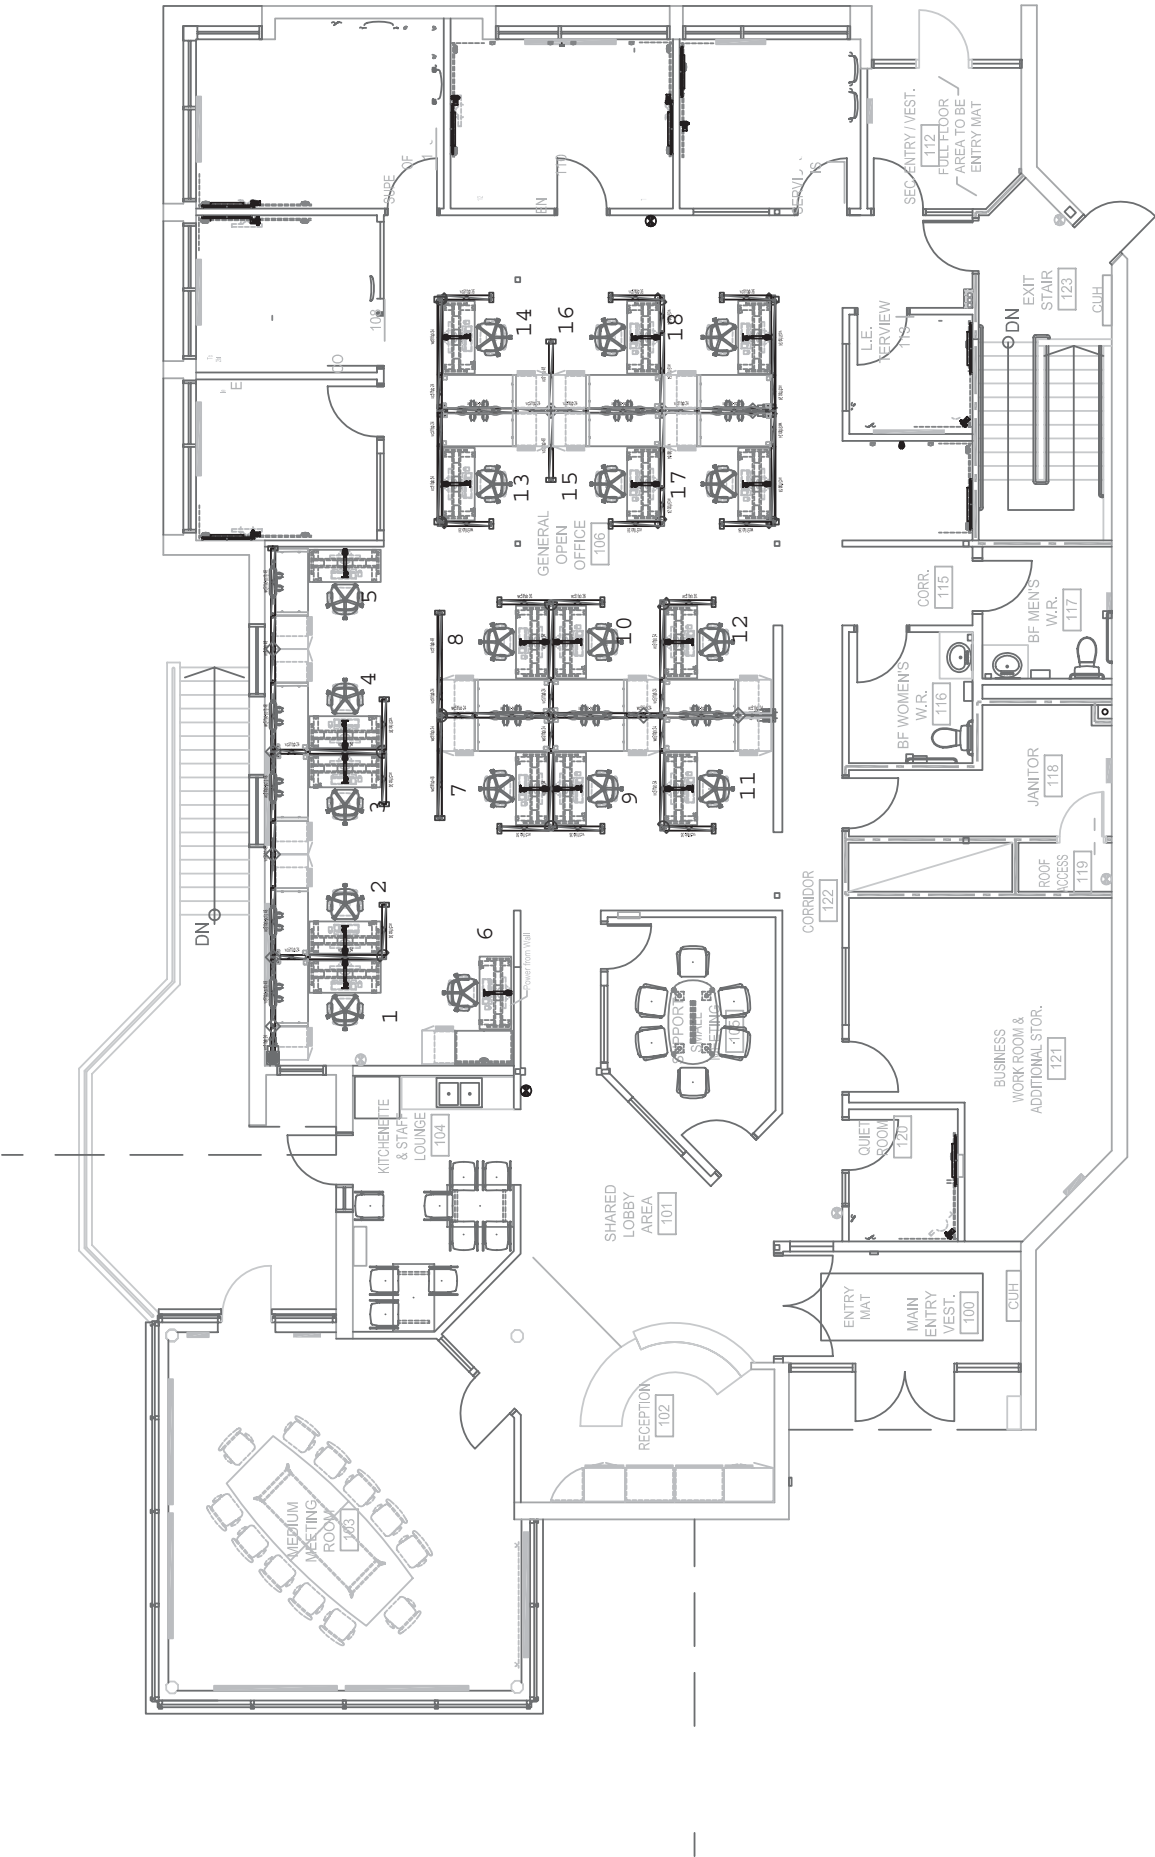 SEC. ENTRY / VEST.
112
FULL FLOOR
AREA TO BE
ENTRY MAT
EXIT
STAIR
123
CUH
DN
L.E.
14
16
18
13
15
17
GENERAL
OPEN
OFFICE
106
5
4
3
2
1
8
10
12
7
9
11
6
Power from Wall
CORR.
115
BF MEN'S
W.R.
117
BF WOMEN'S
W.R.
116
JANITOR
118
ROOF
ACCESS
119
CORRIDOR
122
DN
SUPPORT
SMALL
MEETING
105
BUSINESS
WORK ROOM &
ADDITIONAL STOR.
121
QUIET
ROOM
120
KITCHENETTE
& STAFF
LOUNGE
104
SHARED
LOBBY
AREA
101
ENTRY
MAT
MAIN
ENTRY
VEST.
100
CUH
RECEPTION
102
MEDIUM
MEETING
ROOM
103